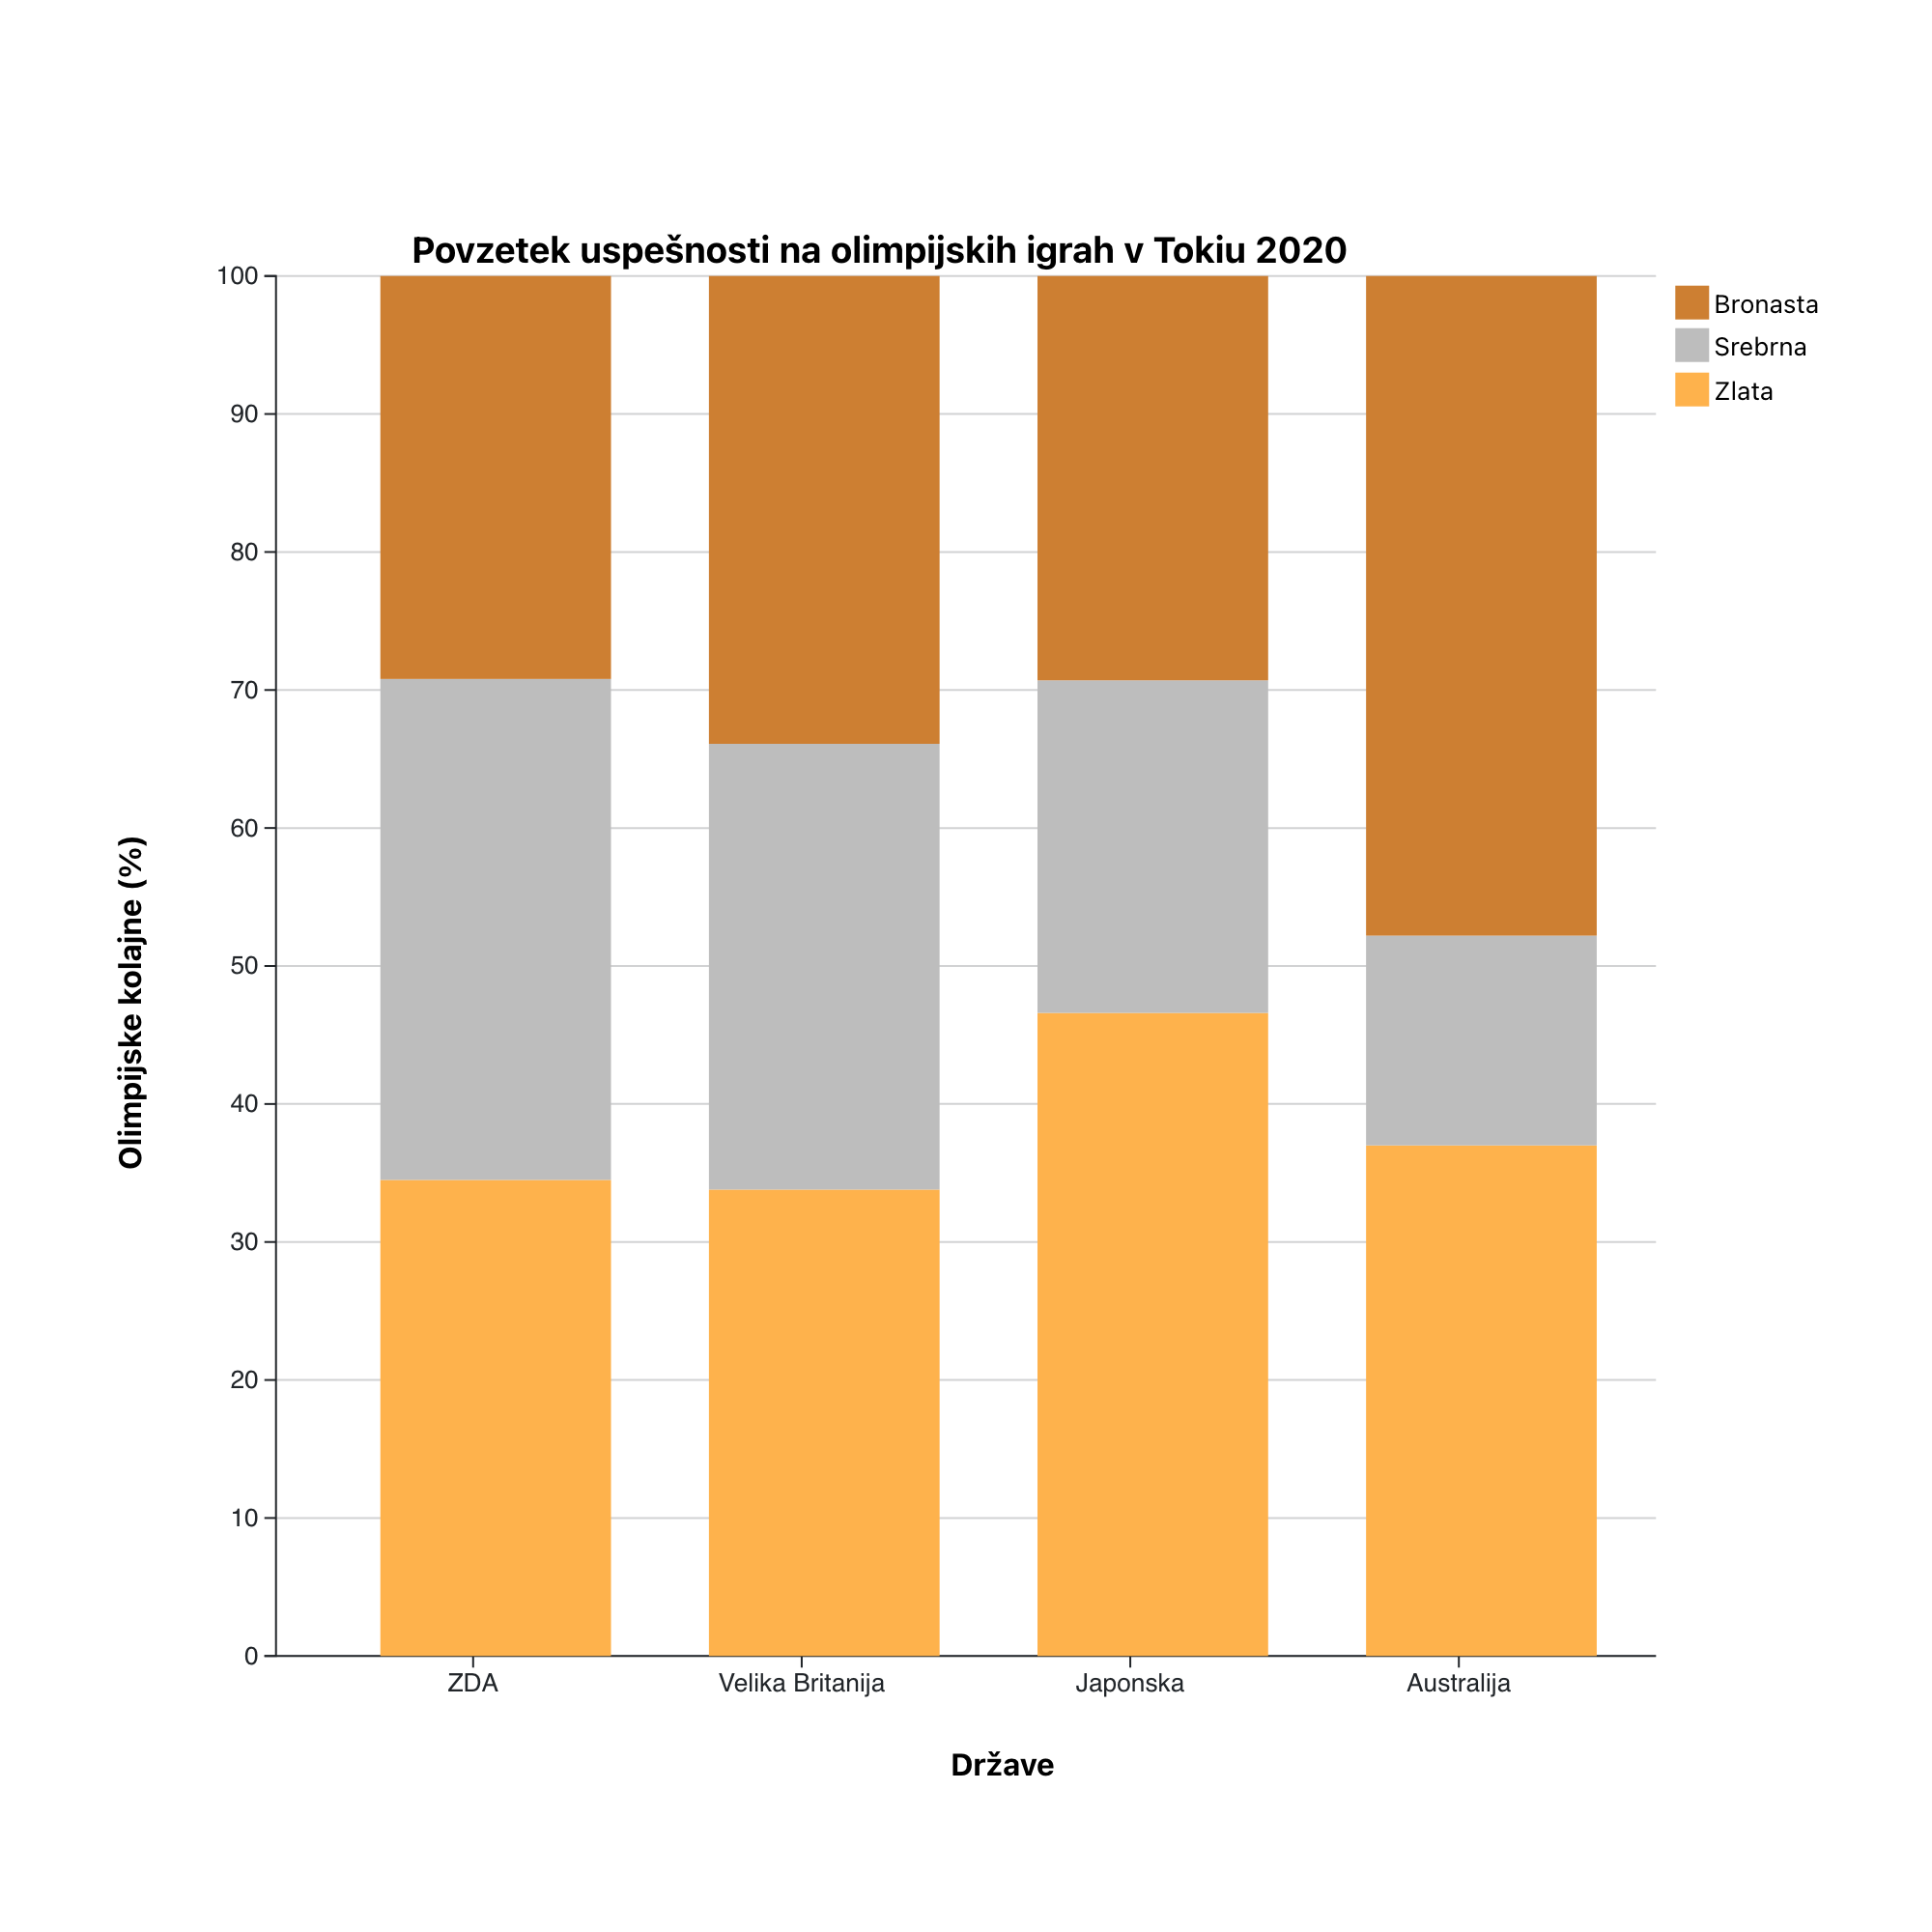 Povzetek uspešnosti na olimpijskih igrah v Tokiu 2020
Bronasta
Srebrna
Zlata
100
90
80
70
60
50
40
30
20
10
0
Olimpijske kolajne (%)
ZDA
Velika Britanija
Japonska
Australija
Države